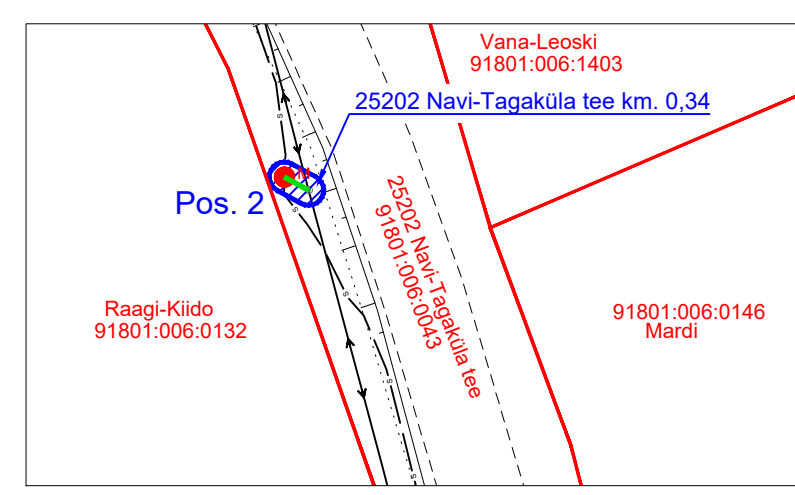 Vana-Leoski
91801:006:1403
25202 Navi-Tagaküla tee km. 0,34
M
Pos. 2
25202 Navi-Tagaküla tee
91801:006:0043
Raagi-Kiido
91801:006:0132
91801:006:0146
Mardi
s
s
s
s
s
s